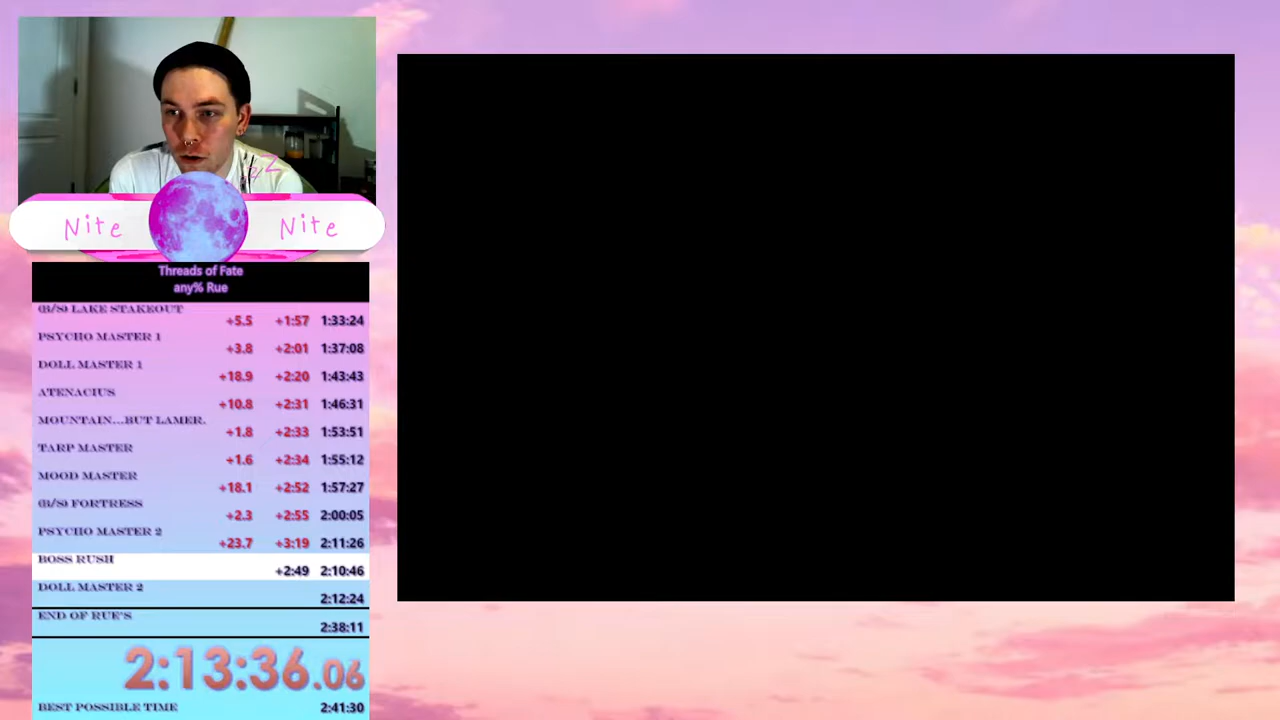 zZ
Nite Nite
Threads of Fate
any% Rue
(B/S) LAKE STAKEOUT +5.5 +1:57 1:33:24
PSYCHO MASTER 1 +3.8 +2:01 1:37:08
DOLL MASTER 1 +18.9 +2:20 1:43:43
ATENACIUS +10.8 +2:31 1:46:31
MOUNTAIN...BUT LAMER. +1.8 +2:33 1:53:51
TARP MASTER +1.6 +2:34 1:55:12
MOOD MASTER +18.1 +2:52 1:57:27
(B/S) FORTRESS +2.3 +2:55 2:00:05
PSYCHO MASTER 2 +23.7 +3:19 2:11:26
BOSS RUSH +2:49 2:10:46
DOLL MASTER 2 2:12:24
END OF RUE'S 2:38:11
2:13:36.06
BEST POSSIBLE TIME 2:41:30